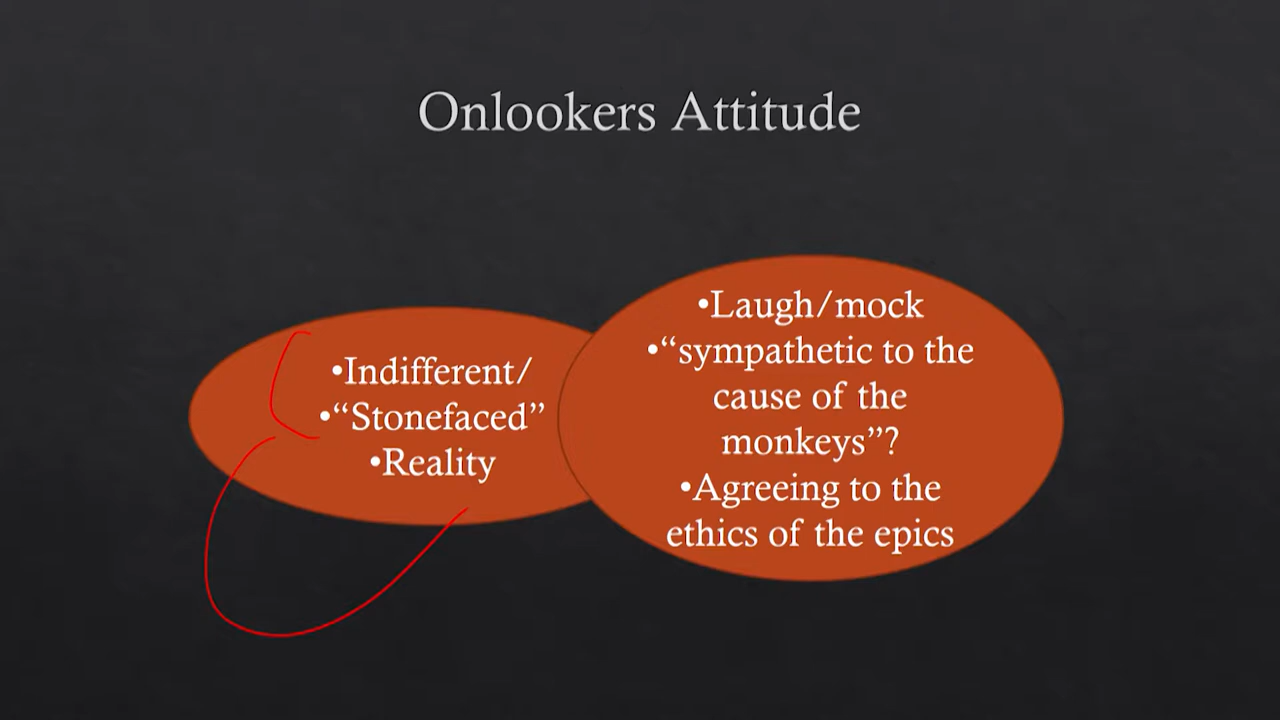 Onlookers Attitude
•Indifferent/
•“Stonefaced”
•Reality
•Laugh/mock
•“sympathetic to the
cause of the
monkeys”?
•Agreeing to the
ethics of the epics